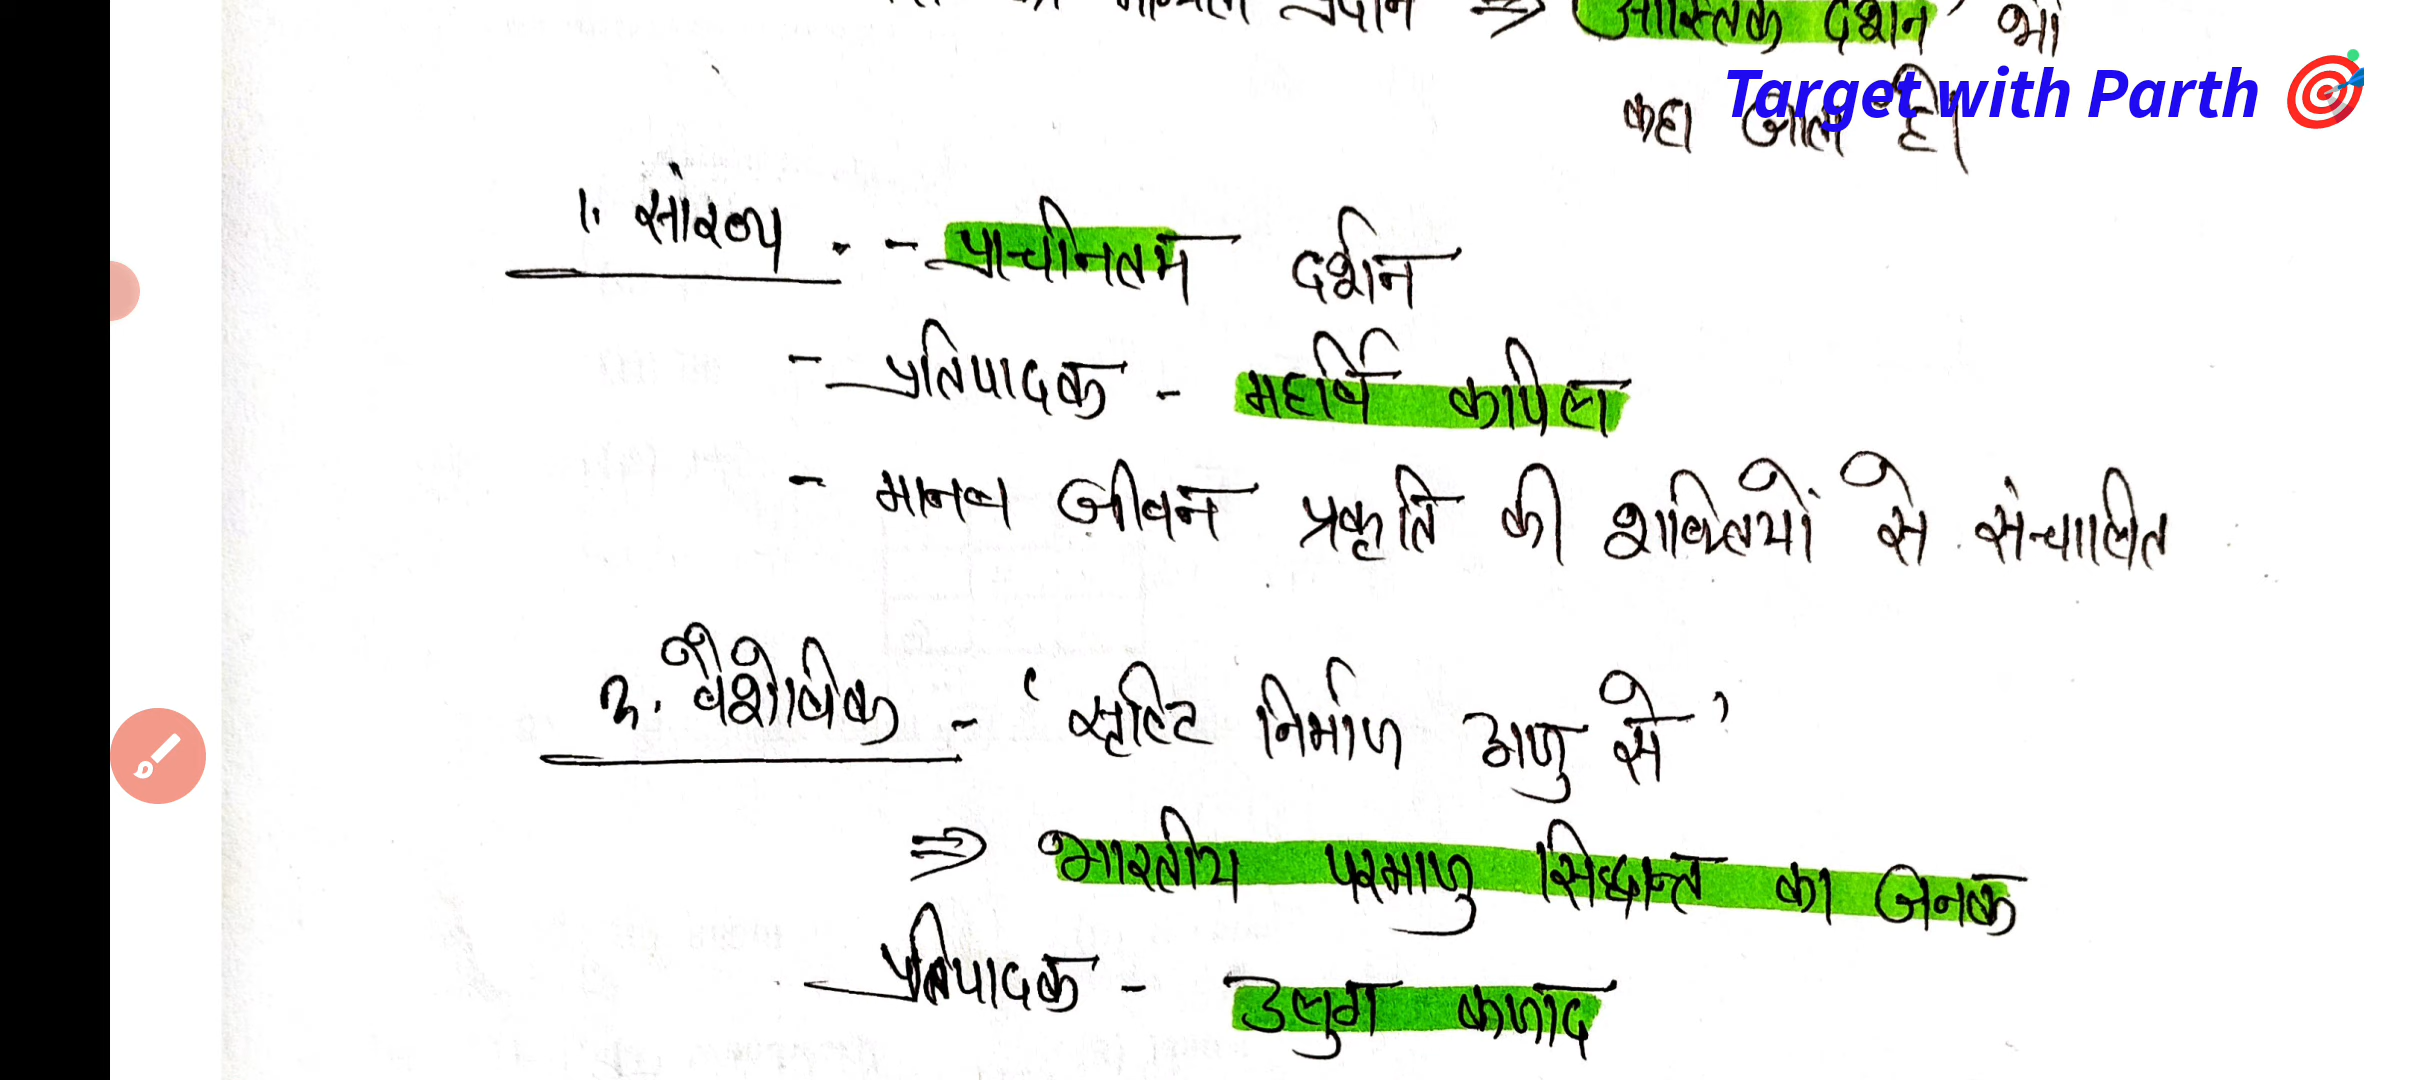 प्रदान ⇒ आस्तिक दर्शन' भी
Target with Parth
कहा जाता है।
1. सांख्य - - प्राचीनतम दर्शन
- प्रतिपादक - महर्षि कपिल
- मानव जीवन प्रकृति की शक्तियों से संचालित
2. वैशेषिक - 'सृष्टि निर्माण अणु से'
⇒ भारतीय परमाणु सिद्धान्त का जनक
प्रतिपादक - उलुग कणाद